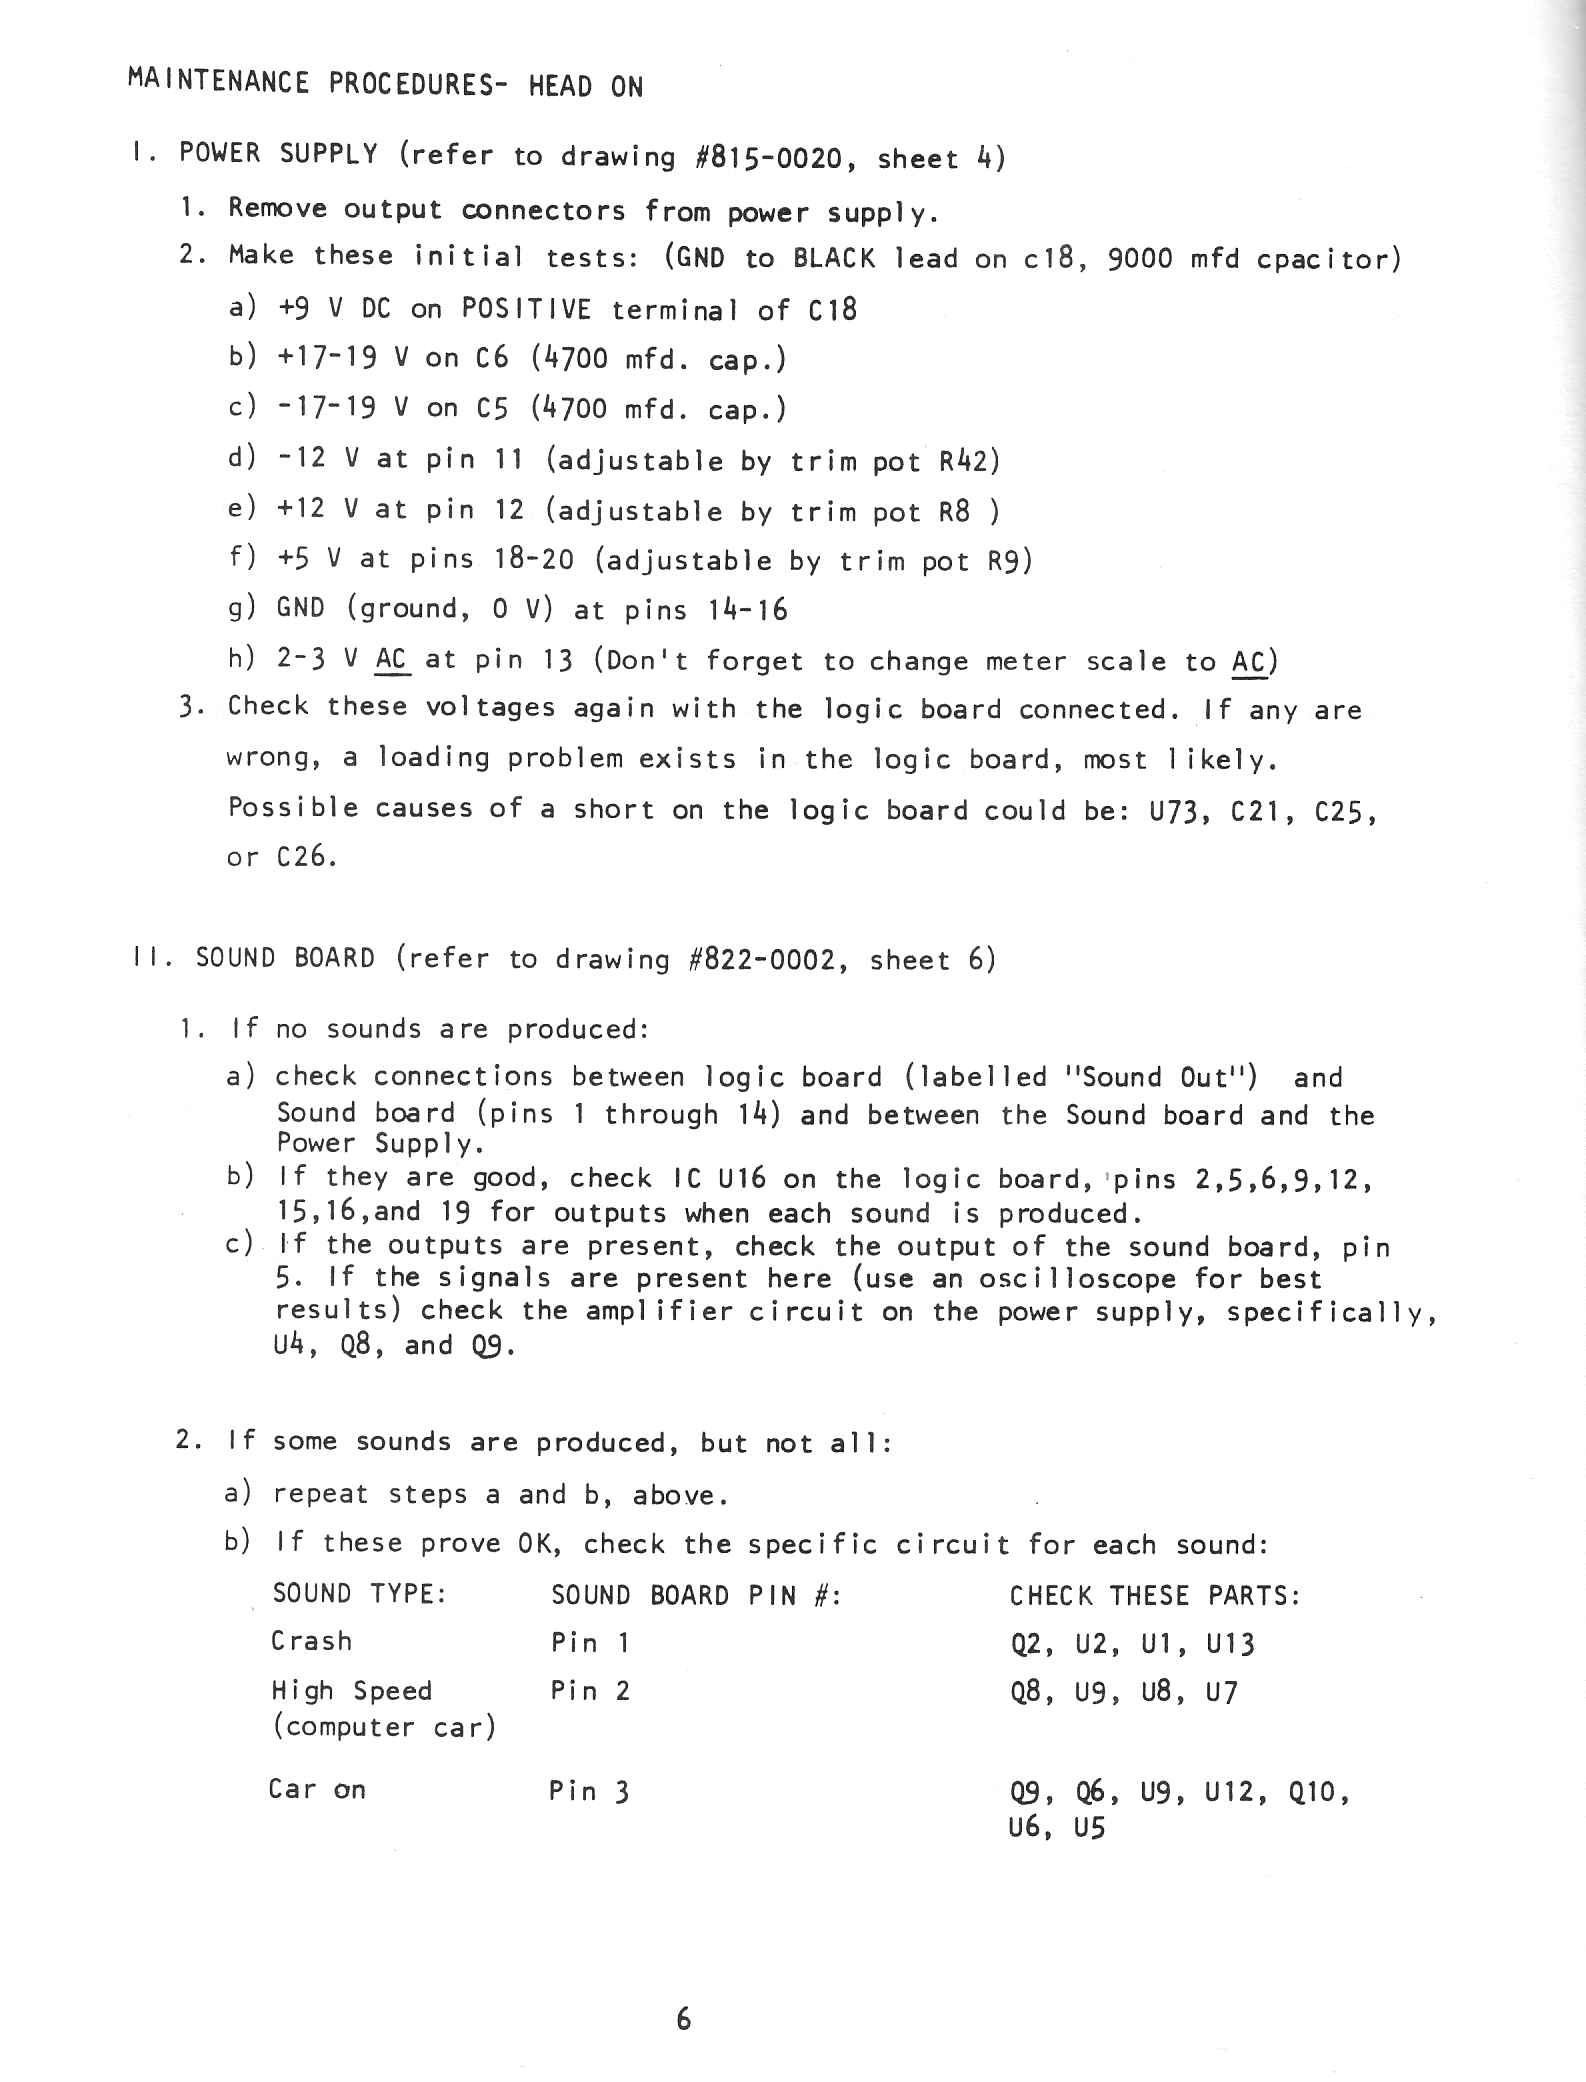 MAINTENANCE PROCEDURES- HEAD ON
I. POWER SUPPLY (refer to drawing #815-0020, sheet 4)
1. Remove output connectors from power supply.
2. Make these initial tests: (GND to BLACK lead on c18, 9000 mfd cpacitor)
a) +9 V DC on POSITIVE terminal of C18
b) +17-19 V on C6 (4700 mfd. cap.)
c) -17-19 V on C5 (4700 mfd. cap.)
d) -12 V at pin 11 (adjustable by trim pot R42)
e) +12 V at pin 12 (adjustable by trim pot R8 )
f) +5 V at pins 18-20 (adjustable by trim pot R9)
g) GND (ground, 0 V) at pins 14-16
h) 2-3 V AC at pin 13 (Don't forget to change meter scale to AC)
3. Check these voltages again with the logic board connected. If any are
wrong, a loading problem exists in the logic board, most likely.
Possible causes of a short on the logic board could be: U73, C21, C25,
or C26.
II. SOUND BOARD (refer to drawing #822-0002, sheet 6)
1. If no sounds are produced:
a) check connections between logic board (labelled "Sound Out") and
Sound board (pins 1 through 14) and between the Sound board and the
Power Supply.
b) If they are good, check IC U16 on the logic board, pins 2,5,6,9,12,
15,16,and 19 for outputs when each sound is produced.
c) If the outputs are present, check the output of the sound board, pin
5. If the signals are present here (use an oscilloscope for best
results) check the amplifier circuit on the power supply, specifically,
U4, Q8, and Q9.
2. If some sounds are produced, but not all:
a) repeat steps a and b, above.
b) If these prove OK, check the specific circuit for each sound:
SOUND TYPE: SOUND BOARD PIN #: CHECK THESE PARTS:
Crash Pin 1 Q2, U2, U1, U13
High Speed Pin 2 Q8, U9, U8, U7
(computer car)
Car on Pin 3 Q9, Q6, U9, U12, Q10,
U6, U5
6